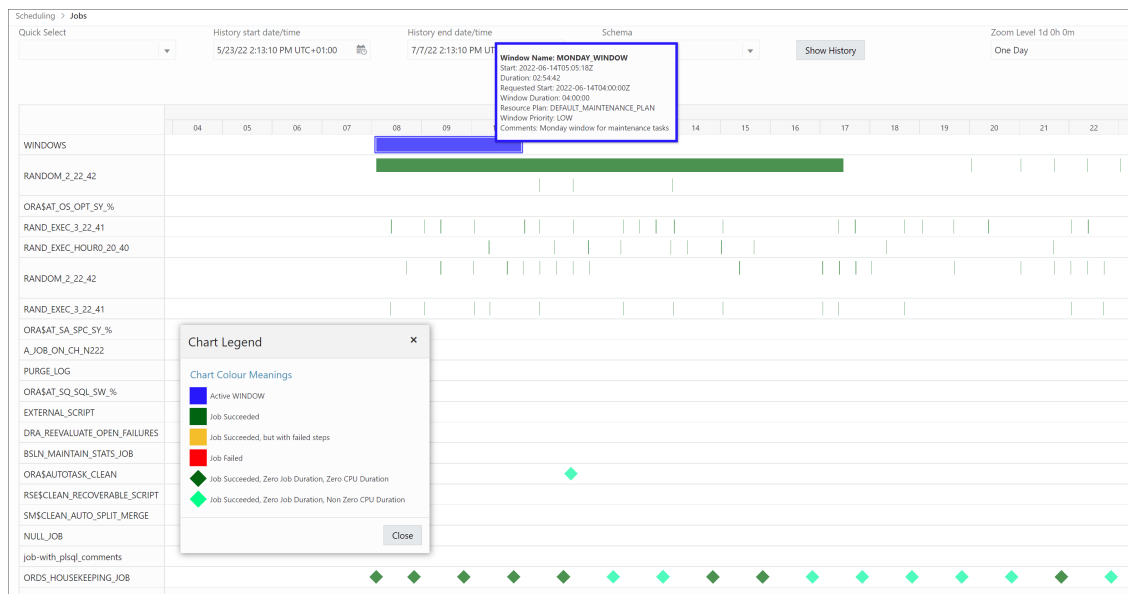 Scheduling > Jobs
Quick Select
History start date/time
History end date/time
Schema
Zoom Level 1d 0h 0m
5/23/22 2:13:10 PM UTC+01:00
7/7/22 2:13:10 PM UT
Show History
One Day
Window Name: MONDAY_WINDOW
Start: 2022-06-14T05:05:18Z
Duration: 02:54:42
Requested Start: 2022-06-14T04:00:00Z
Window Duration: 04:00:00
Resource Plan: DEFAULT_MAINTENANCE_PLAN
Window Priority: LOW
Comments: Monday window for maintenance tasks
04 05 06 07 08 09 14 15 16 17 18 19 20 21 22
WINDOWS
RANDOM_2_22_42
ORA$AT_OS_OPT_SY_%
RAND_EXEC_3_22_41
RAND_EXEC_HOUR0_20_40
RANDOM_2_22_42
RAND_EXEC_3_22_41
ORA$AT_SA_SPC_SY_%
A_JOB_ON_CH_N222
PURGE_LOG
ORA$AT_SQ_SQL_SW_%
EXTERNAL_SCRIPT
DRA_REEVALUATE_OPEN_FAILURES
BSLN_MAINTAIN_STATS_JOB
ORA$AUTOTASK_CLEAN
RSE$CLEAN_RECOVERABLE_SCRIPT
SM$CLEAN_AUTO_SPLIT_MERGE
NULL_JOB
job-with_plsql_comments
ORDS_HOUSEKEEPING_JOB
Chart Legend ×
Chart Colour Meanings
Active WINDOW
Job Succeeded
Job Succeeded, but with failed steps
Job Failed
Job Succeeded, Zero Job Duration, Zero CPU Duration
Job Succeeded, Zero Job Duration, Non Zero CPU Duration
Close